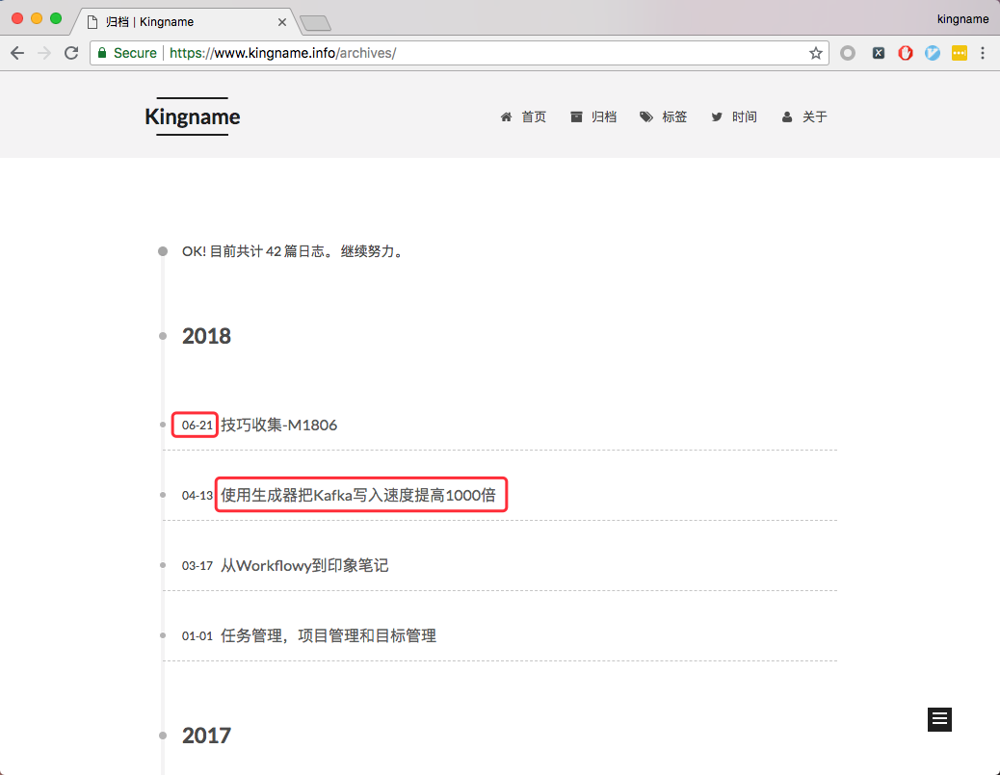 归档 | Kingname
kingname
Secure https://www.kingname.info/archives/
Kingname
首页 归档 标签 时间 关于
OK! 目前共计 42 篇日志。 继续努力。
2018
06-21 技巧收集-M1806
04-13 使用生成器把Kafka写入速度提高1000倍
03-17 从Workflowy到印象笔记
01-01 任务管理，项目管理和目标管理
2017